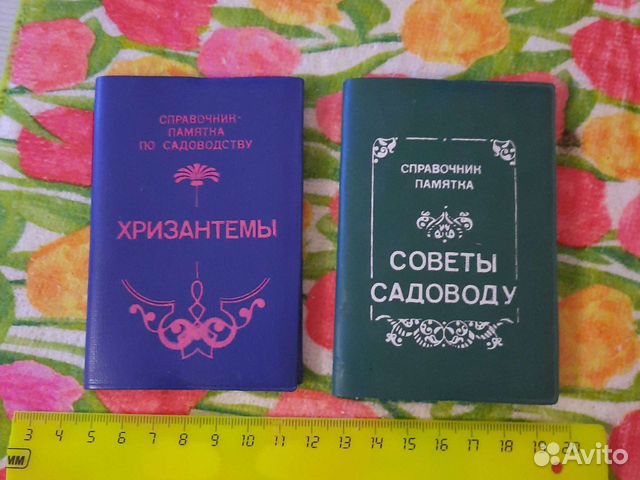 СПРАВОЧНИК-
ПАМЯТКА
ПО САДОВОДСТВУ
ХРИЗАНТЕМЫ
СПРАВОЧНИК
ПАМЯТКА
СОВЕТЫ
САДОВОДУ
3 4 5 6 7 8 9 10 11 12 13 14 15 16 17 18 19 20
ММ
Avito